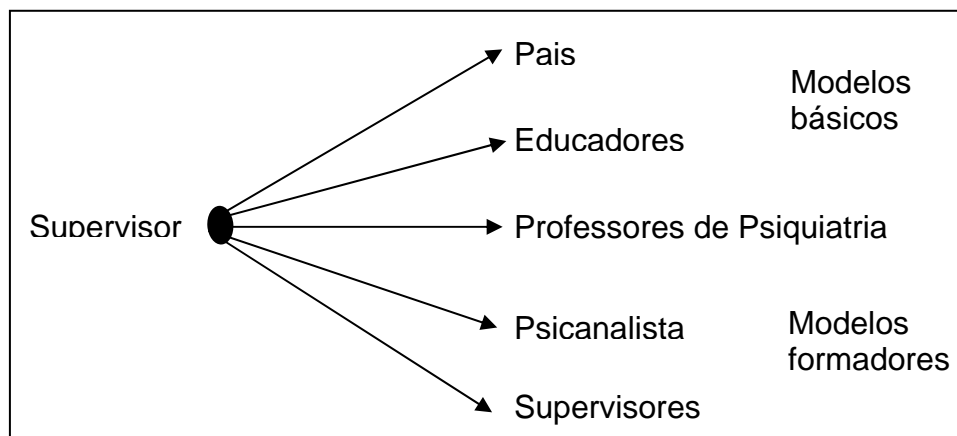 Pais
Modelos
básicos
Educadores
Supervisor
Professores de Psiquiatria
Psicanalista
Modelos
formadores
Supervisores